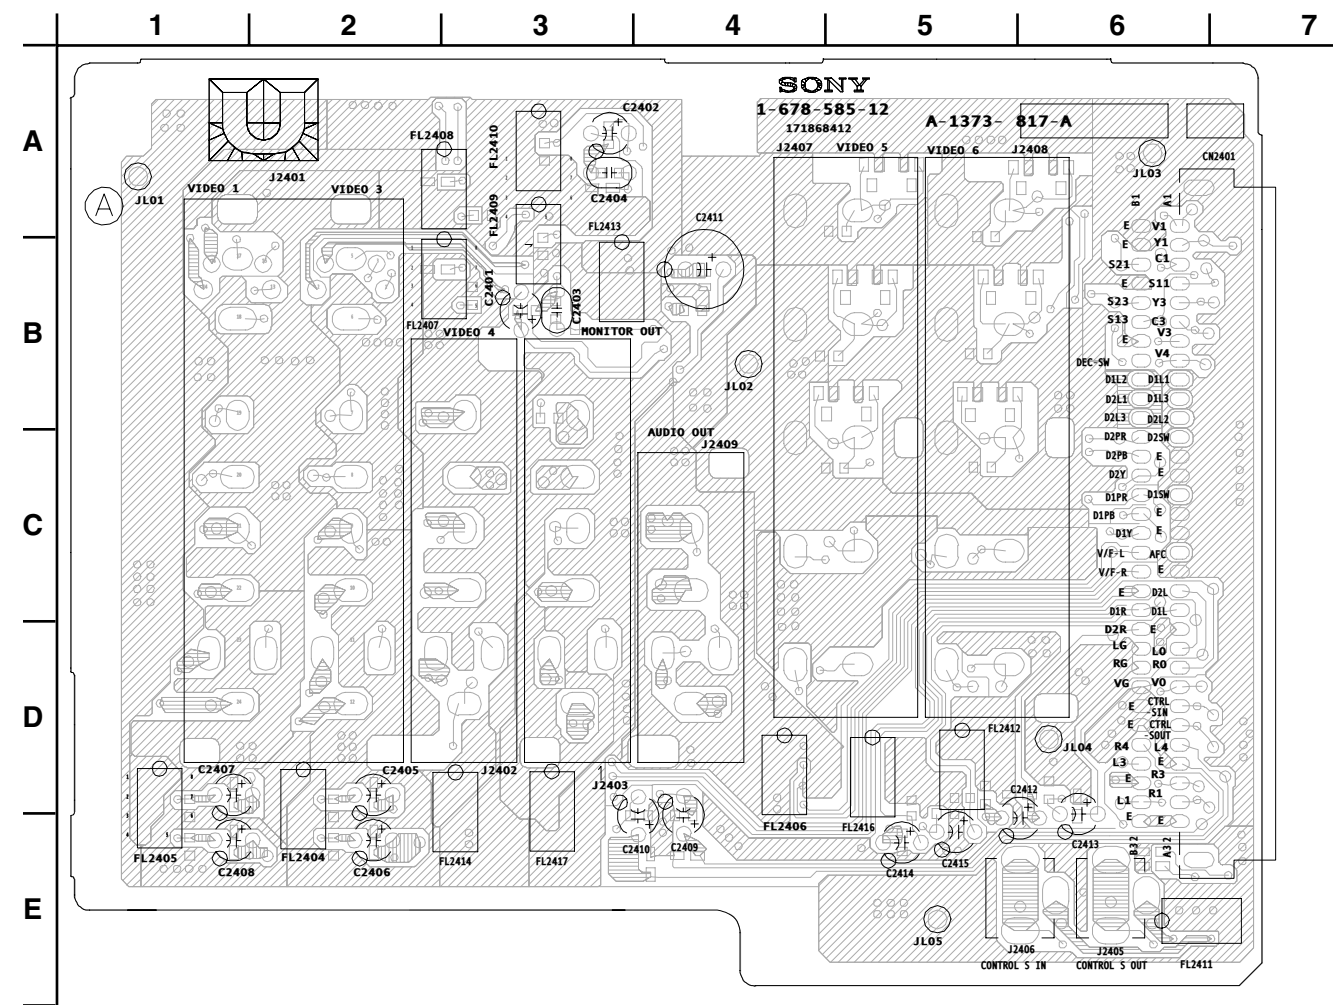 1 2 3 4 5 6 7
A
B
C
D
E
U
SONY
1-678-585-12
171868412
A-1373- 817-A
A
JL01
J2401
VIDEO 1
VIDEO 3
FL2408
FL2410
C2402
C2404
FL2409
FL2413
C2411
J2407
VIDEO 5
VIDEO 6
J2408
JL03
CN2401
B1
A1
FL2407
C2401
C2403
VIDEO 4
MONITOR OUT
JL02
AUDIO OUT
J2409
E V1
E Y1
S21 C1
E S11
S23 Y3
S13 C3
E V3
DEC-SW V4
D1L2 D1L1
D2L1 D1L3
D2L3 D2L2
D2PR D2SW
D2PB E
D2Y E
D1PR D1SW
D1PB E
D1Y E
V/F-L AFC
V/F-R E
E D2L
D1R D1L
D2R E
LG LO
RG RO
VG VO
E CTRL
-SIN
E CTRL
-SOUT
R4 L4
L3 E
E R3
L1 R1
E E
B32
A32
C2407
C2405
J2402
J2403
FL2412
JL04
C2412
FL2405
C2408
FL2404
C2406
FL2414
FL2417
C2410
C2409
FL2406
FL2416
C2414
C2415
C2413
JL05
J2406
J2405
CONTROL S IN
CONTROL S OUT
FL2411